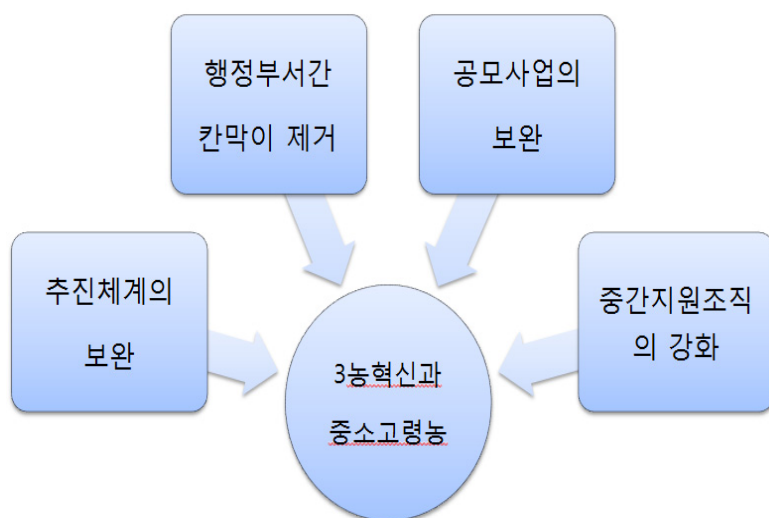 행정부서간
칸막이 제거
공모사업의
보완
추진체계의
보완
중간지원조직
의 강화
3농혁신과
중소고령농